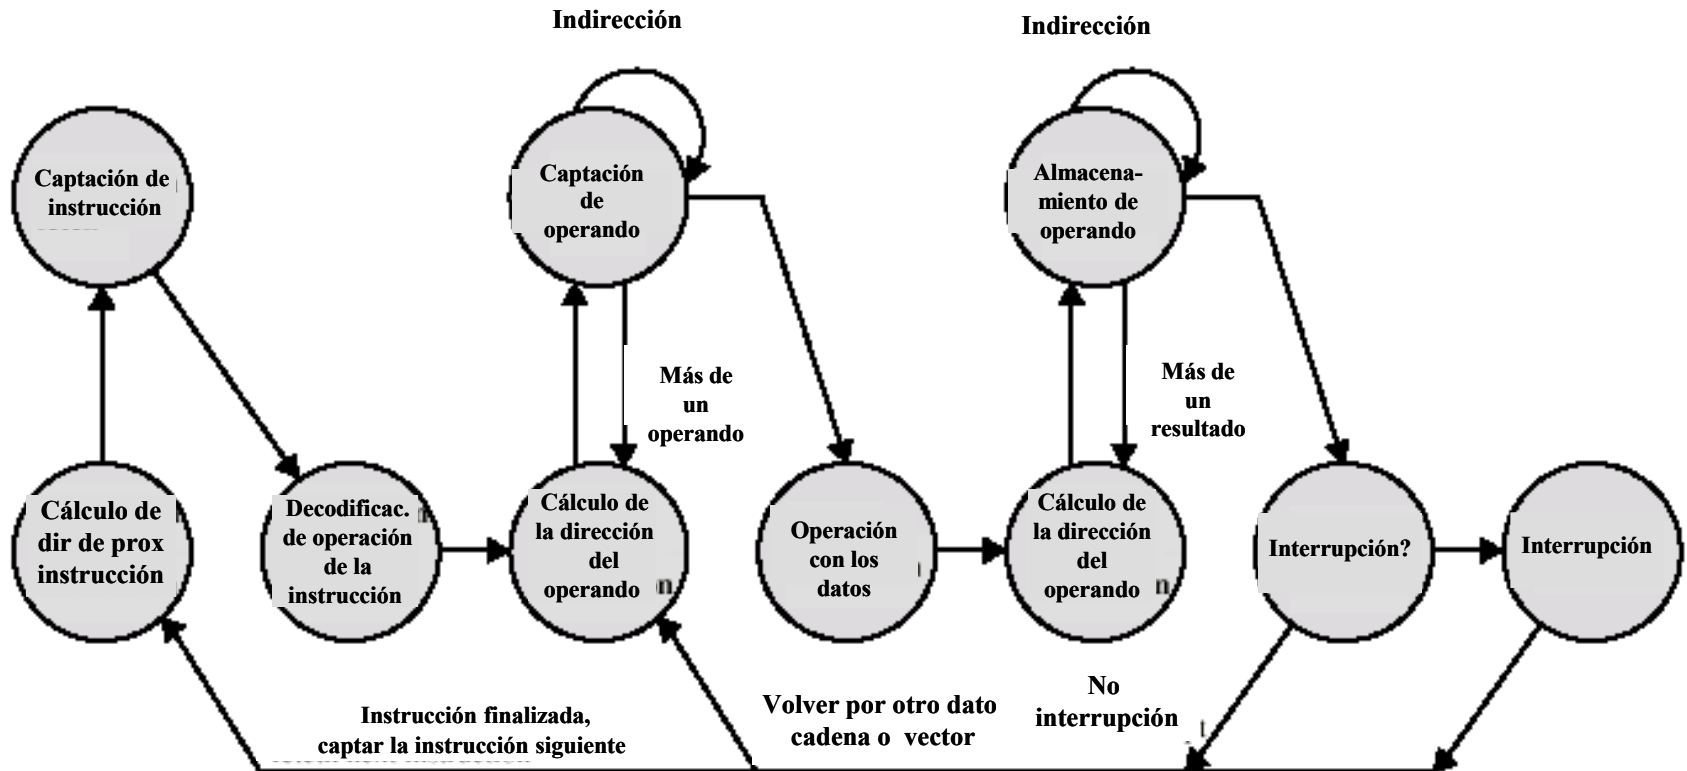 Indirección
Indirección
Captación de
instrucción
Captación
de
operando
Almacena-
miento de
operando
Más de
un
operando
Más de
un
resultado
Cálculo de
dir de prox
instrucción
Decodificac.
de operación
de la
instrucción
Cálculo de
la dirección
del
operando
Operación
con los
datos
Cálculo de
la dirección
del
operando
Interrupción?
Interrupción
Instrucción finalizada,
captar la instrucción siguiente
Volver por otro dato
cadena o vector
No
interrupción